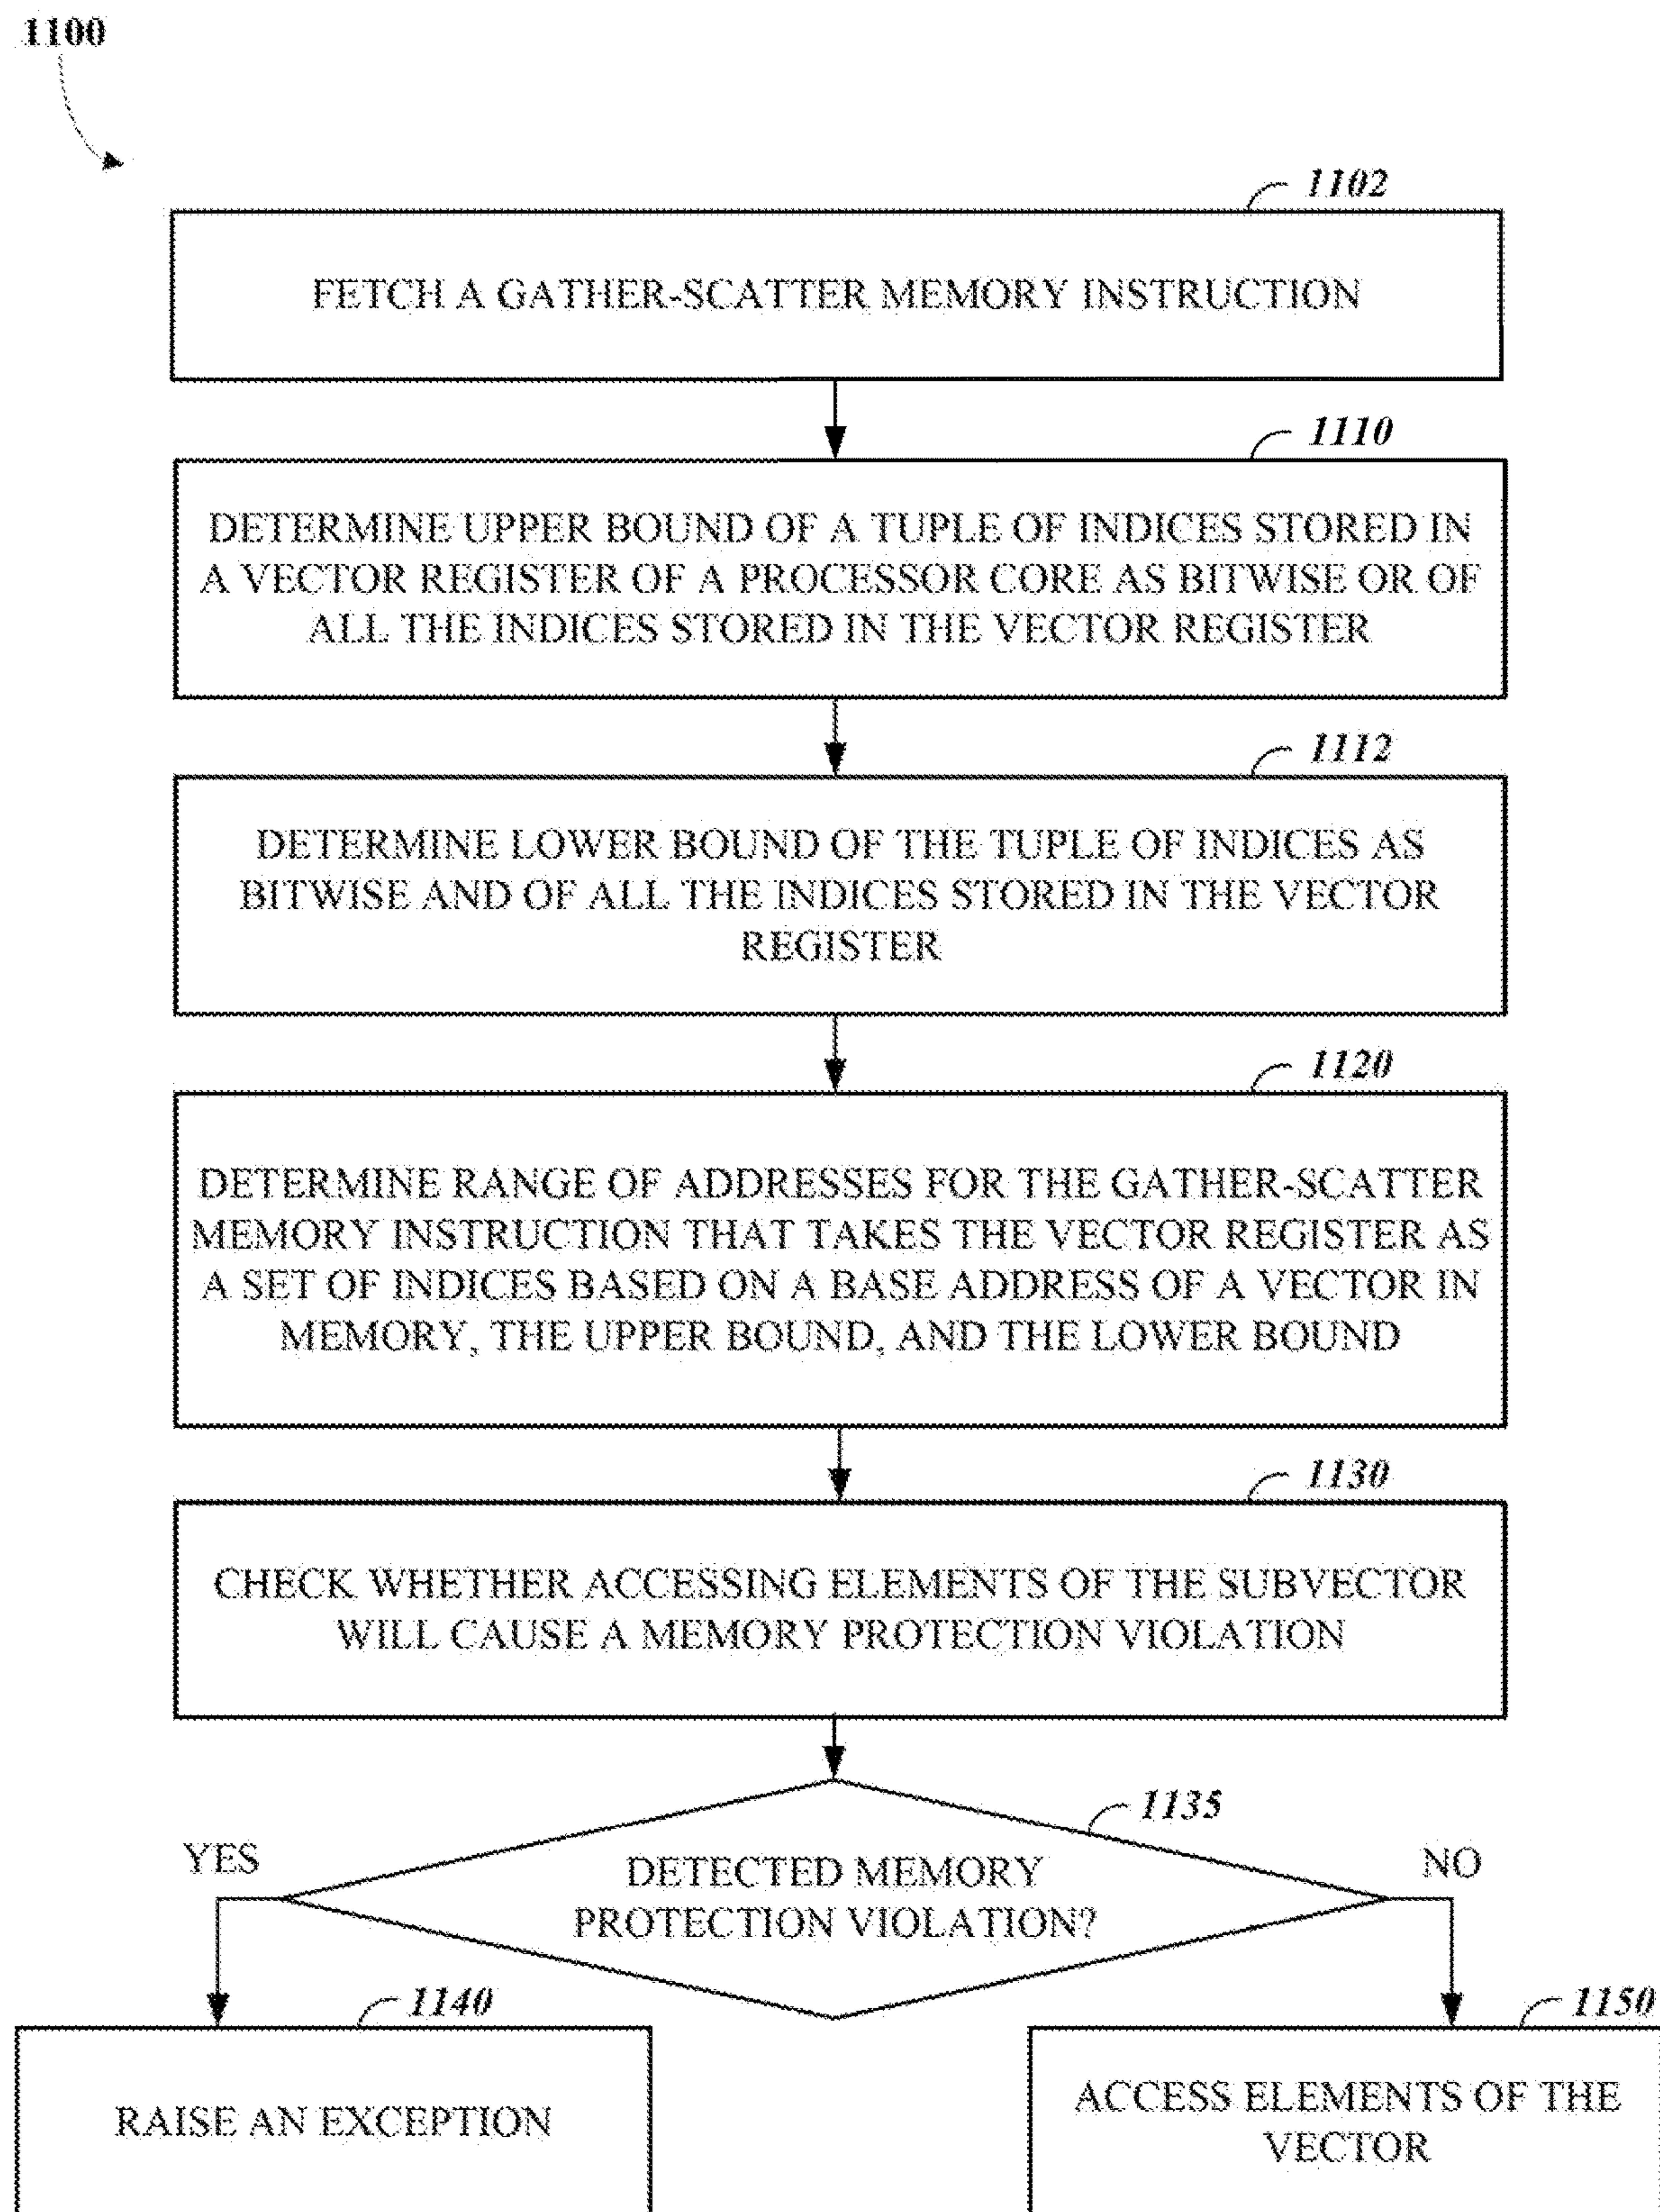 1100
1102
FETCH A GATHER-SCATTER MEMORY INSTRUCTION
1110
DETERMINE UPPER BOUND OF A TUPLE OF INDICES STORED IN
A VECTOR REGISTER OF A PROCESSOR CORE AS BITWISE OR OF
ALL THE INDICES STORED IN THE VECTOR REGISTER
1112
DETERMINE LOWER BOUND OF THE TUPLE OF INDICES AS
BITWISE AND OF ALL THE INDICES STORED IN THE VECTOR
REGISTER
1120
DETERMINE RANGE OF ADDRESSES FOR THE GATHER-SCATTER
MEMORY INSTRUCTION THAT TAKES THE VECTOR REGISTER AS
A SET OF INDICES BASED ON A BASE ADDRESS OF A VECTOR IN
MEMORY, THE UPPER BOUND, AND THE LOWER BOUND
1130
CHECK WHETHER ACCESSING ELEMENTS OF THE SUBVECTOR
WILL CAUSE A MEMORY PROTECTION VIOLATION
1135
YES
DETECTED MEMORY
PROTECTION VIOLATION?
NO
1140
RAISE AN EXCEPTION
1150
ACCESS ELEMENTS OF THE
VECTOR